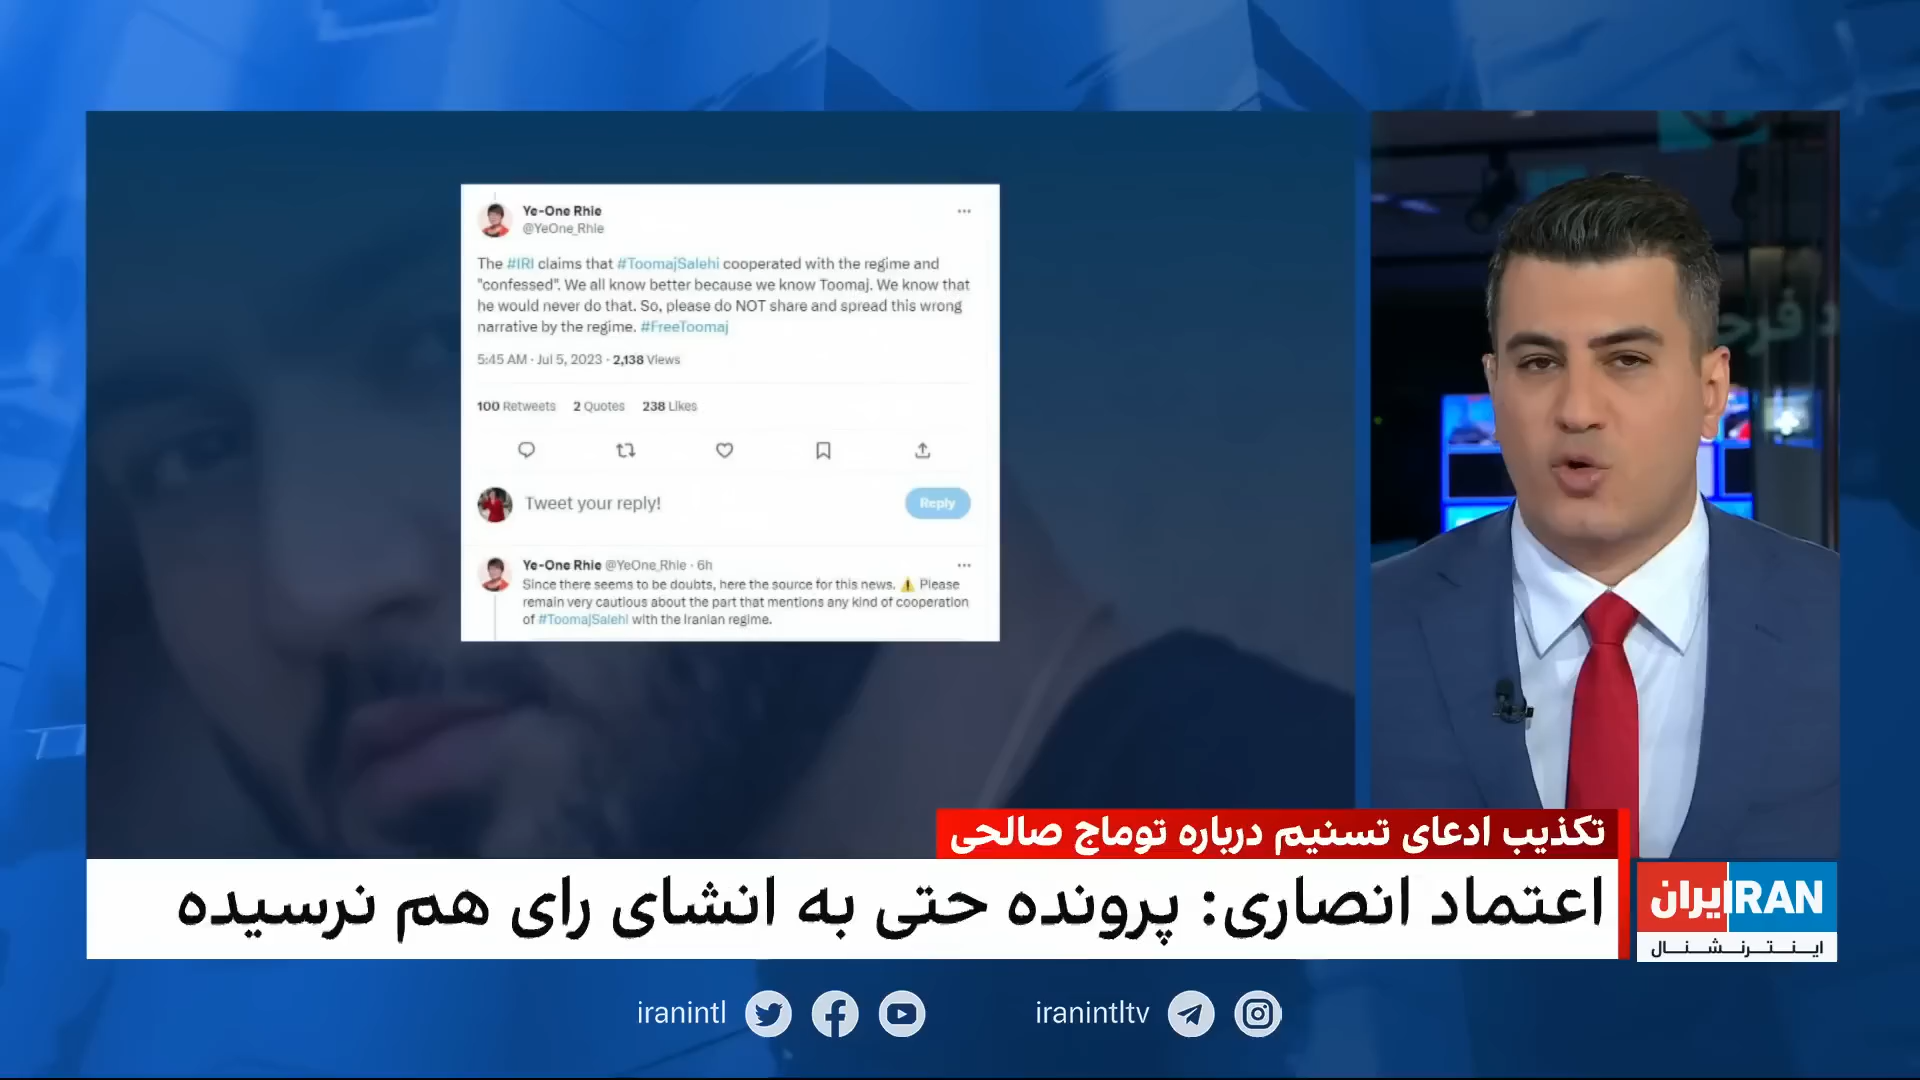 Ye-One Rhie
@YeOne_Rhie
The #IRI claims that #ToomajSalehi cooperated with the regime and
"confessed". We all know better because we know Toomaj. We know that
he would never do that. So, please do NOT share and spread this wrong
narrative by the regime. #FreeToomaj
5:45 AM · Jul 5, 2023 · 2,138 Views
100 Retweets 2 Quotes 238 Likes
Tweet your reply!
Reply
Ye-One Rhie @YeOne_Rhie · 6h
Since there seems to be doubts, here the source for this news. ⚠️ Please
remain very cautious about the part that mentions any kind of cooperation
of #ToomajSalehi with the Iranian regime.
تکذیب ادعای تسنیم درباره توماج صالحی
اعتماد انصاری: پرونده حتی به انشای رای هم نرسیده
ایران IRAN
اینترنشنال
iranintl
iranintltv